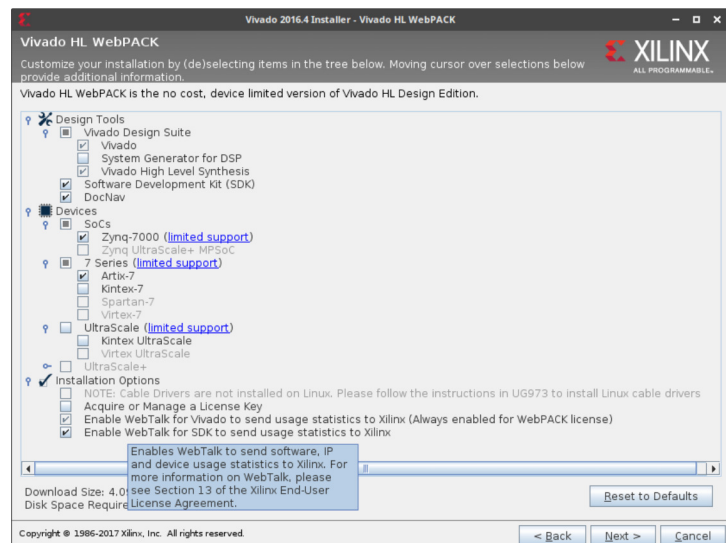 Vivado 2016.4 Installer - Vivado HL WebPACK
Vivado HL WebPACK
Customize your installation by (de)selecting items in the tree below. Moving cursor over selections below
provide additional information.
XILINX
ALL PROGRAMMABLE.
Vivado HL WebPACK is the no cost, device limited version of Vivado HL Design Edition.
Design Tools
Vivado Design Suite
Vivado
System Generator for DSP
Vivado High Level Synthesis
Software Development Kit (SDK)
DocNav
Devices
SoCs
Zynq-7000 (limited support)
Zynq UltraScale+ MPSoC
7 Series (limited support)
Artix-7
Kintex-7
Spartan-7
Virtex-7
UltraScale (limited support)
Kintex UltraScale
Virtex UltraScale
UltraScale+
Installation Options
NOTE: Cable Drivers are not installed on Linux. Please follow the instructions in UG973 to install Linux cable drivers
Acquire or Manage a License Key
Enable WebTalk for Vivado to send usage statistics to Xilinx (Always enabled for WebPACK license)
Enable WebTalk for SDK to send usage statistics to Xilinx
Enables WebTalk to send software, IP
and device usage statistics to Xilinx. For
more information on WebTalk, please
see Section 13 of the Xilinx End-User
License Agreement.
Download Size:
Disk Space
Reset to Defaults
Copyright © 1986-2017 Xilinx, Inc. All rights reserved.
< Back
Next >
Cancel